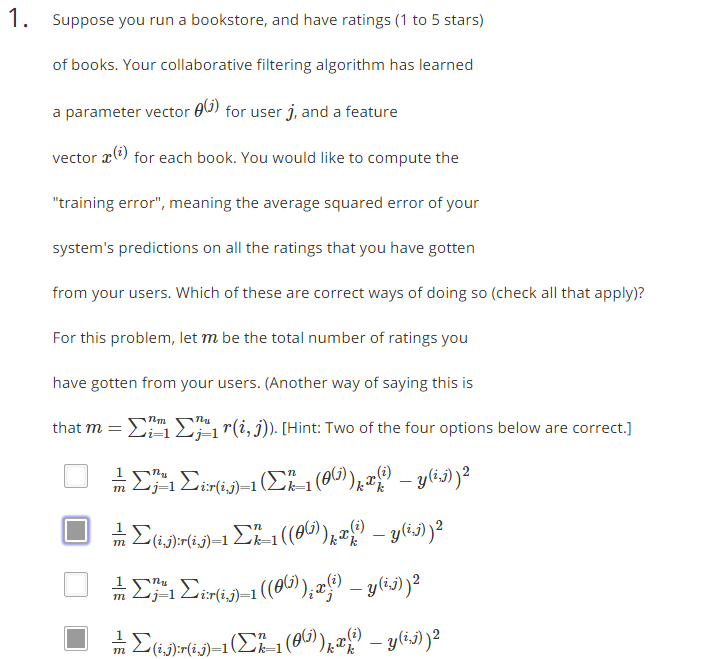 1. Suppose you run a bookstore, and have ratings (1 to 5 stars)
of books. Your collaborative filtering algorithm has learned
a parameter vector θ^{(j)} for user j, and a feature
vector x^{(i)} for each book. You would like to compute the
"training error", meaning the average squared error of your
system's predictions on all the ratings that you have gotten
from your users. Which of these are correct ways of doing so (check all that apply)?
For this problem, let m be the total number of ratings you
have gotten from your users. (Another way of saying this is
that m = \sum_{i=1}^{n_m} \sum_{j=1}^{n_u} r(i, j)). [Hint: Two of the four options below are correct.]
\frac{1}{m} \sum_{j=1}^{n_u} \sum_{i:r(i,j)=1} (\sum_{k=1}^{n} (θ^{(j)})_k x_k^{(i)} − y^{(i,j)})^2
\frac{1}{m} \sum_{(i,j):r(i,j)=1} \sum_{k=1}^{n} ((θ^{(j)})_k x_k^{(i)} − y^{(i,j)})^2
\frac{1}{m} \sum_{j=1}^{n_u} \sum_{i:r(i,j)=1} ((θ^{(j)})_i x_j^{(i)} − y^{(i,j)})^2
\frac{1}{m} \sum_{(i,j):r(i,j)=1} (\sum_{k=1}^{n} (θ^{(j)})_k x_k^{(i)} − y^{(i,j)})^2